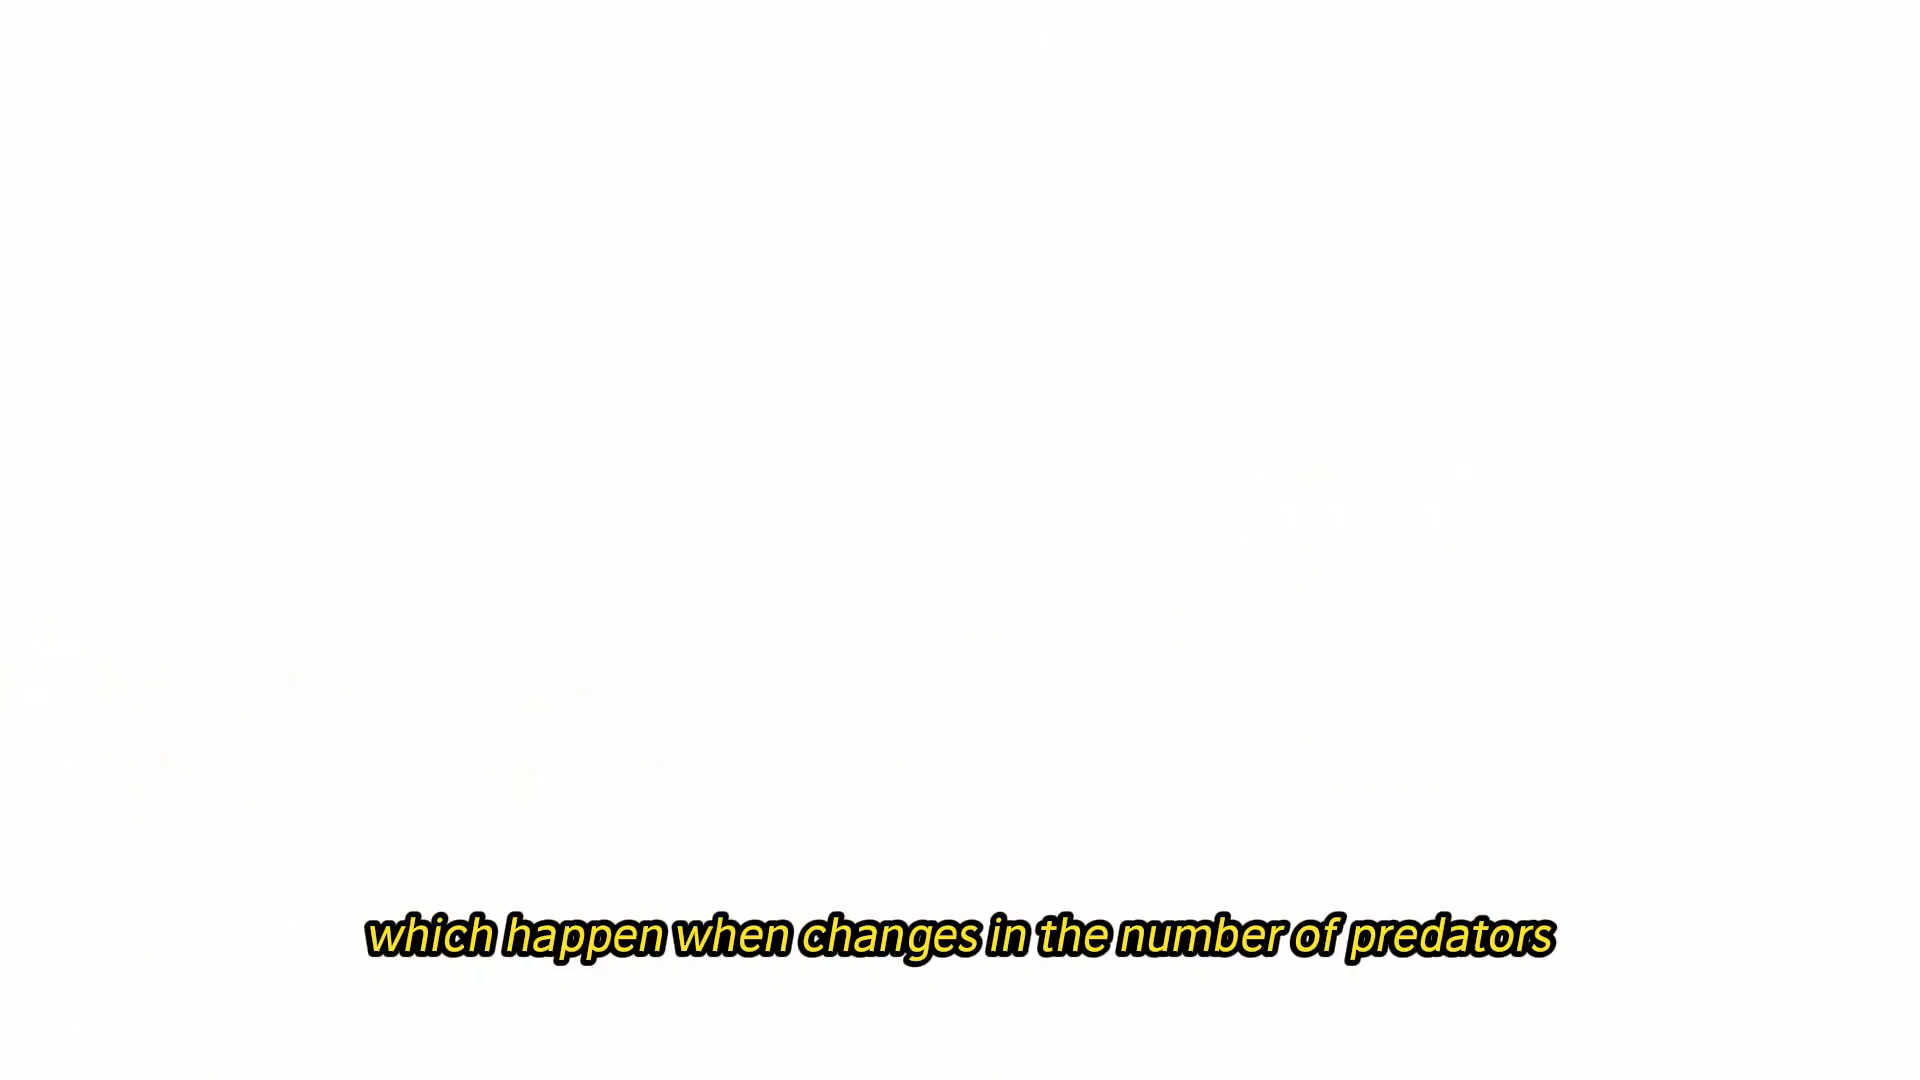 which happen when changes in the number of predators